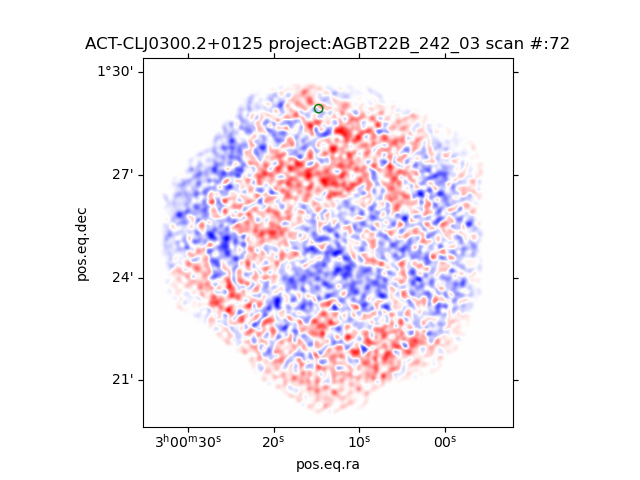 ACT-CLJ0300.2+0125 project:AGBT22B_242_03 scan #:72
1°30'
27'
24'
21'
pos.eq.dec
3ʰ00ᵐ30ˢ 20ˢ 10ˢ 00ˢ
pos.eq.ra